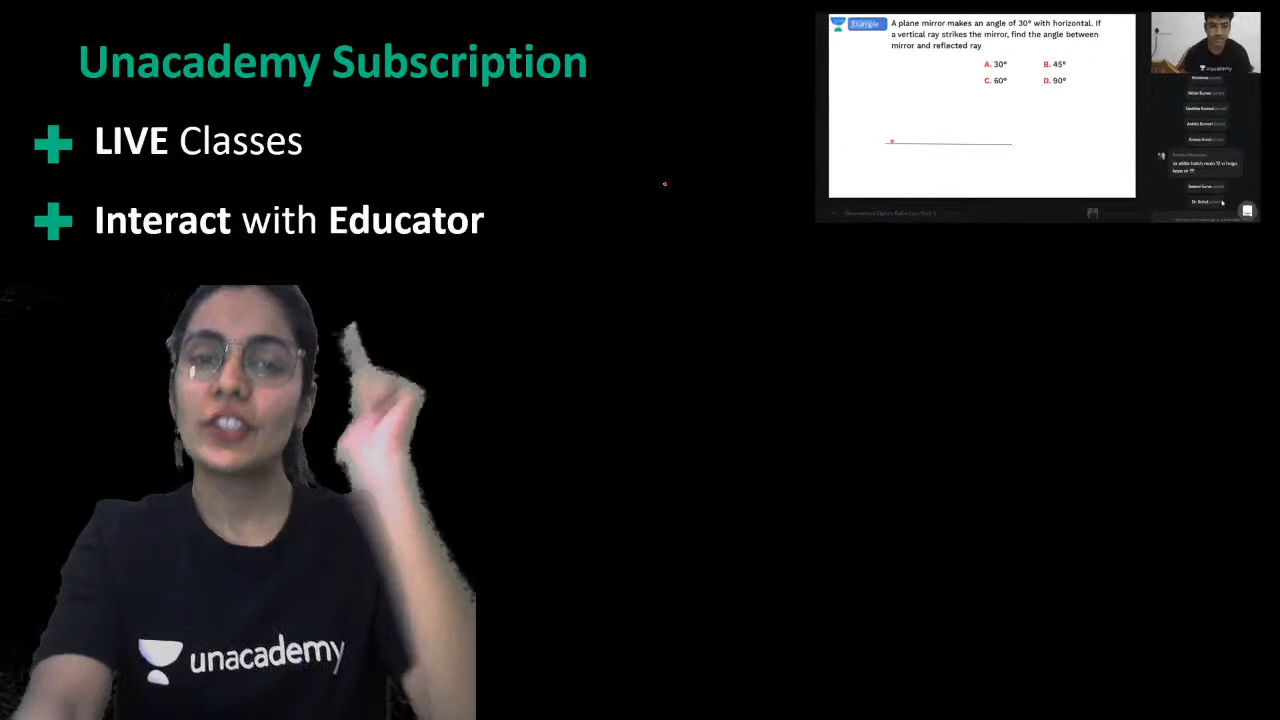 Unacademy Subscription
LIVE Classes
Interact with Educator
Example
A plane mirror makes an angle of 30° with horizontal. If
a vertical ray strikes the mirror, find the angle between
mirror and reflected ray
A. 30° B. 45°
C. 60° D. 90°
unacademy
unacademy